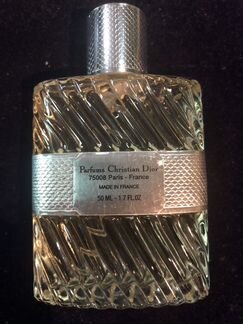 Parfums Christian Dior
75008 Paris - France
MADE IN FRANCE
50 ML - 1.7 FL.OZ